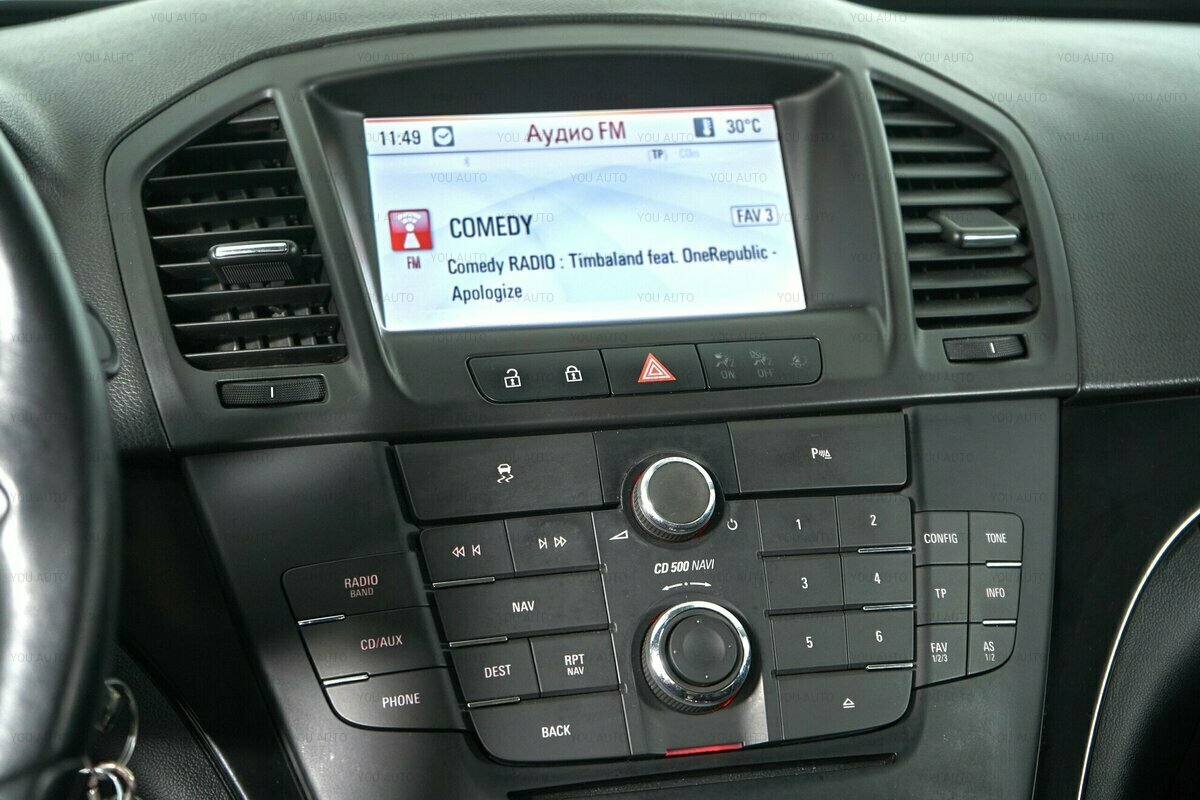 11:49 Аудио FM 30°C
[TP]
COMEDY FAV 3
FM Comedy RADIO : Timbaland feat. OneRepublic -
Apologize
ON OFF
P
1 2
CD 500 NAVI
CONFIG TONE
RADIO
BAND
NAV
3 4
TP INFO
CD/AUX
DEST RPT
NAV
5 6
FAV
1/2/3
AS
1/2
PHONE
BACK
YOU AUTO